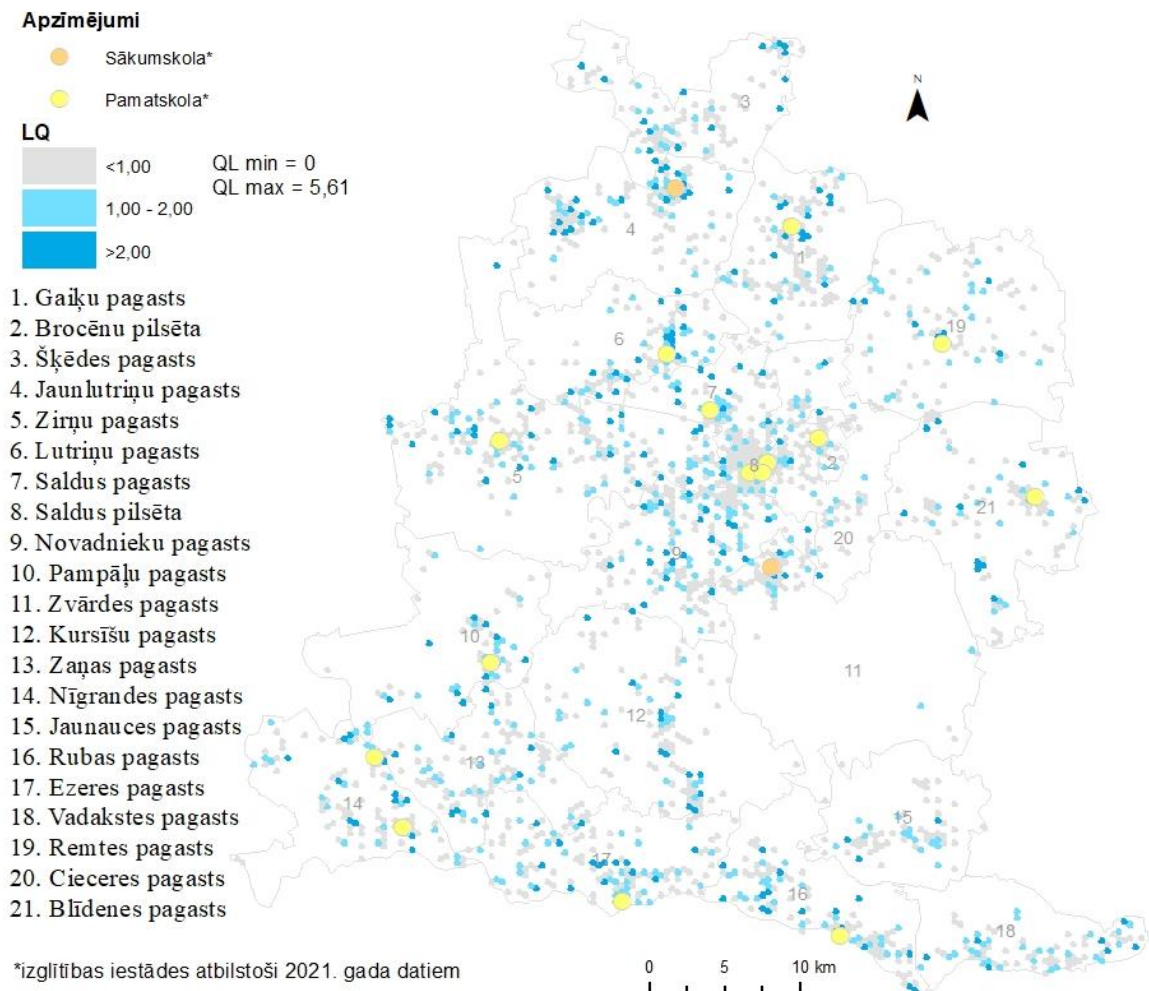 Apzīmējumi
Sākumskola*
Pamatskola*
LQ
<1,00
1,00 - 2,00
>2,00
QL min = 0
QL max = 5,61
1. Gaiķu pagasts
2. Brocēnu pilsēta
3. Šķēdes pagasts
4. Jaunlutriņu pagasts
5. Zirņu pagasts
6. Lutriņu pagasts
7. Saldus pagasts
8. Saldus pilsēta
9. Novadnieku pagasts
10. Pampāļu pagasts
11. Zvārdes pagasts
12. Kursīšu pagasts
13. Zaņas pagasts
14. Nīgrandes pagasts
15. Jaunauces pagasts
16. Rubas pagasts
17. Ezeres pagasts
18. Vadakstes pagasts
19. Remtes pagasts
20. Cieceres pagasts
21. Blīdenes pagasts
*izglītības iestādes atbilstoši 2021. gada datiem
N
3
4
1
19
6
7
5
8
2
21
20
9
10
11
12
13
14
15
17
16
18
0 5 10 km